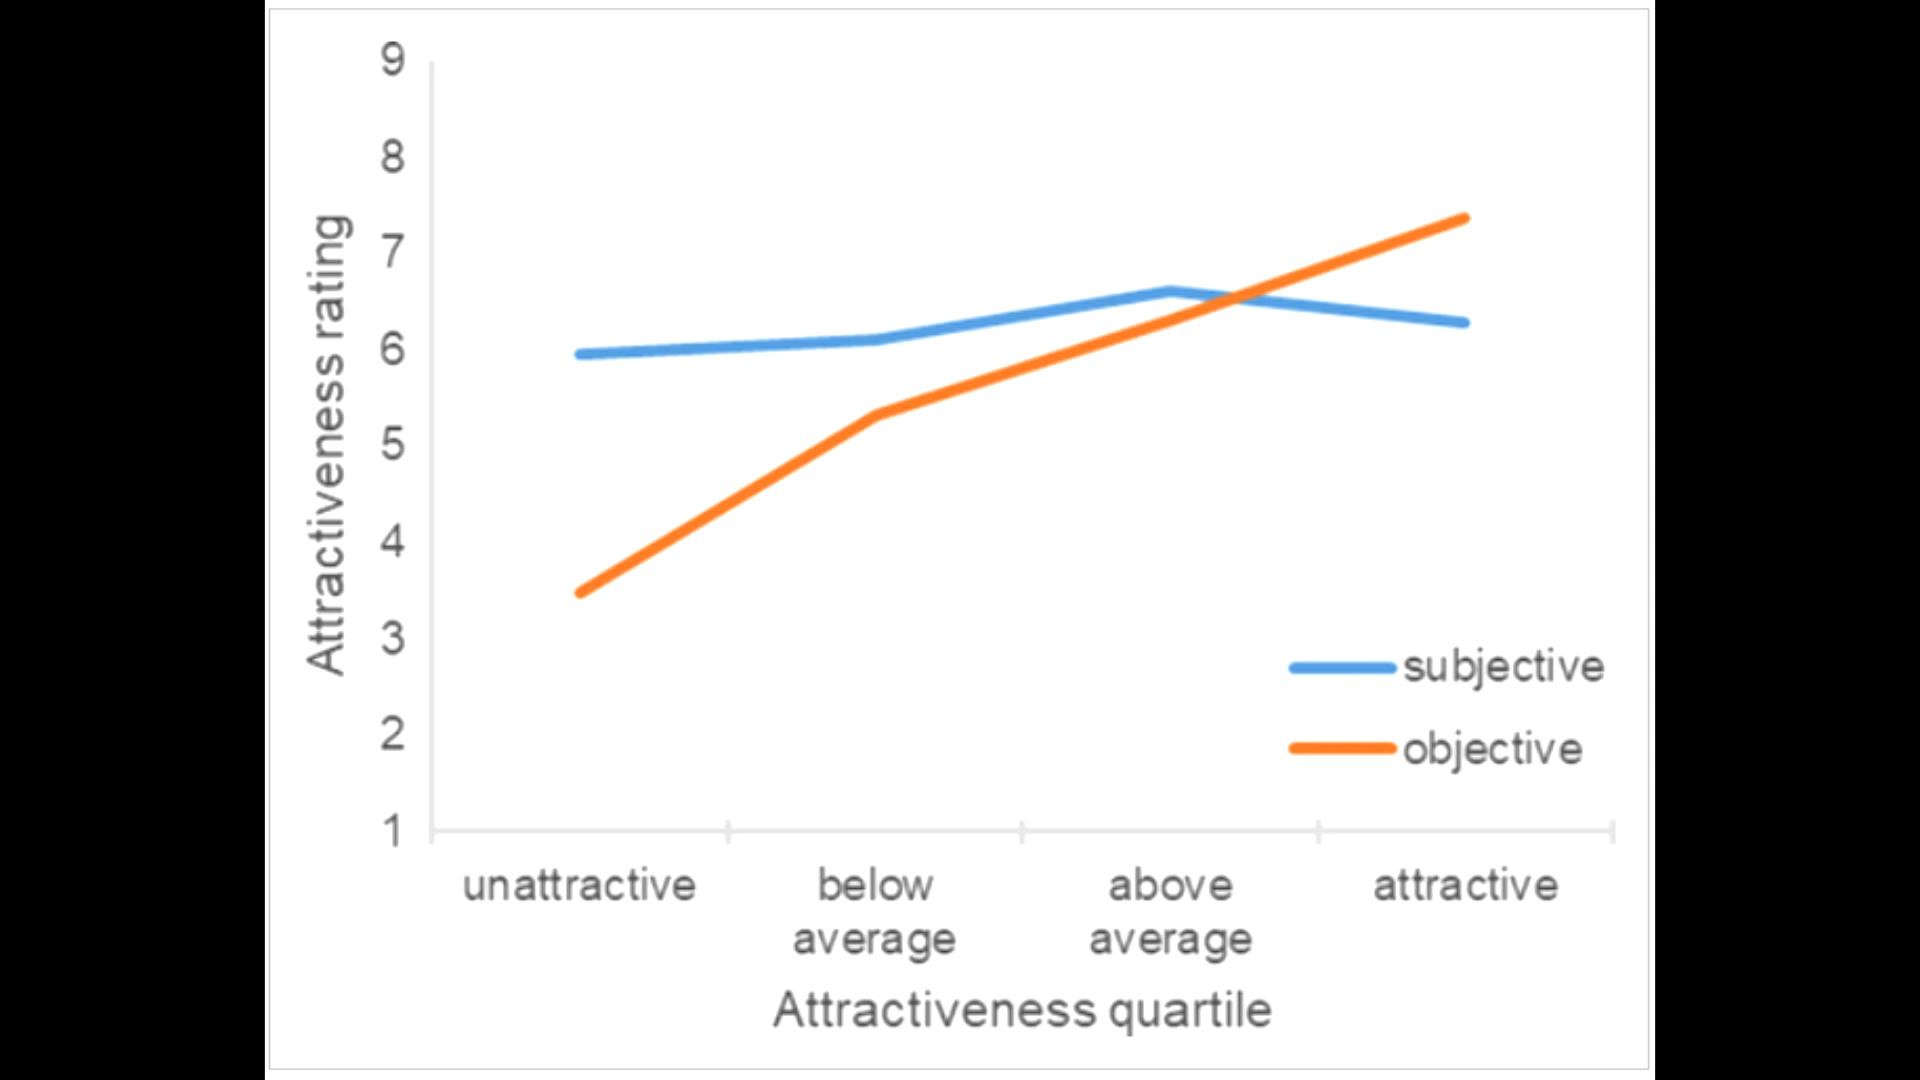 9
8
7
6
5
4
3
2
1
Attractiveness rating
subjective
objective
unattractive
below
average
above
average
attractive
Attractiveness quartile